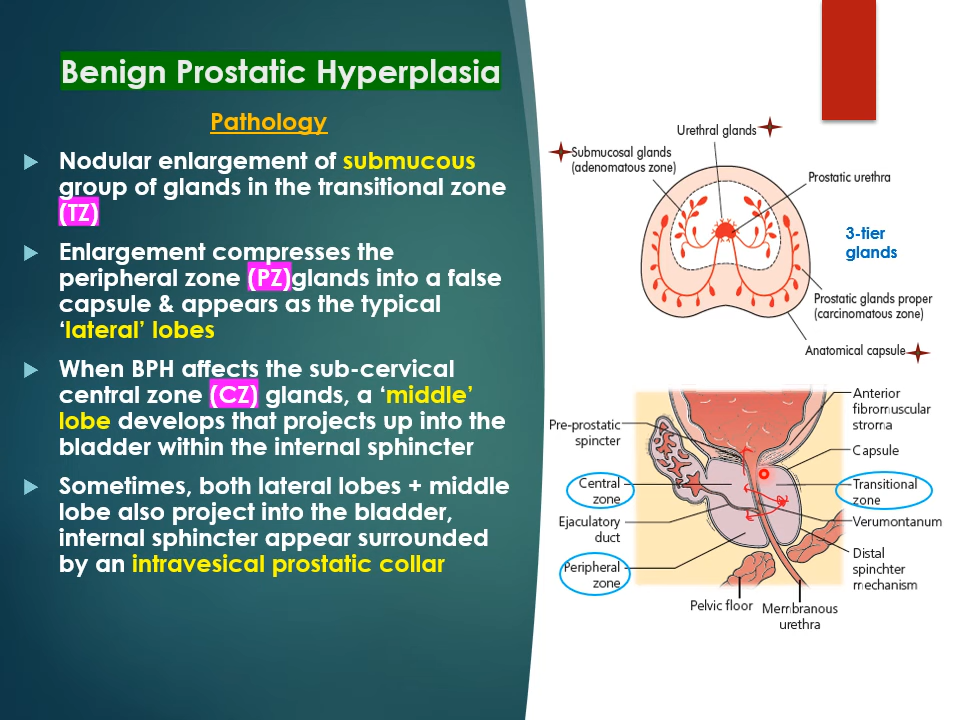 Benign Prostatic Hyperplasia
Pathology
Nodular enlargement of submucous
group of glands in the transitional zone
(TZ)
Enlargement compresses the
peripheral zone (PZ)glands into a false
capsule & appears as the typical
‘lateral’ lobes
When BPH affects the sub-cervical
central zone (CZ) glands, a ‘middle’
lobe develops that projects up into the
bladder within the internal sphincter
Sometimes, both lateral lobes + middle
lobe also project into the bladder,
internal sphincter appear surrounded
by an intravesical prostatic collar
Urethral glands
Submucosal glands
(adenomatous zone)
Prostatic urethra
3-tier
glands
Prostatic glands proper
(carcinomatous zone)
Anatomical capsule
Anterior
fibromuscular
stroma
Pre-prostatic
spincter
Capsule
Central
zone
Transitional
zone
Ejaculatory
duct
Verumontanum
Peripheral
zone
Distal
spinchter
mechanism
Pelvic floor
Membranous
urethra